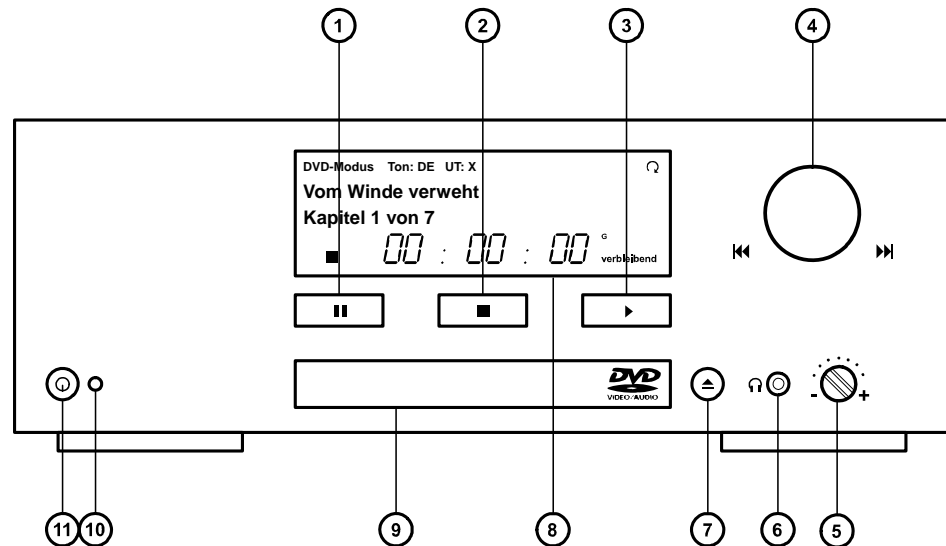 1 2 3 4
DVD-Modus Ton: DE UT: X
Vom Winde verweht
Kapitel 1 von 7
00 : 00 : 00 G
verbleibend
DVD
VIDEO/AUDIO
- +
11 10 9 8 7 6 5